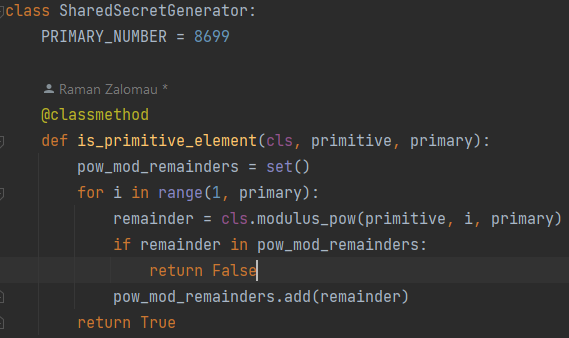 class SharedSecretGenerator:
    PRIMARY_NUMBER = 8699
    Raman Zalomau *
    @classmethod
    def is_primitive_element(cls, primitive, primary):
        pow_mod_remainders = set()
        for i in range(1, primary):
            remainder = cls.modulus_pow(primitive, i, primary)
            if remainder in pow_mod_remainders:
                return False
            pow_mod_remainders.add(remainder)
        return True